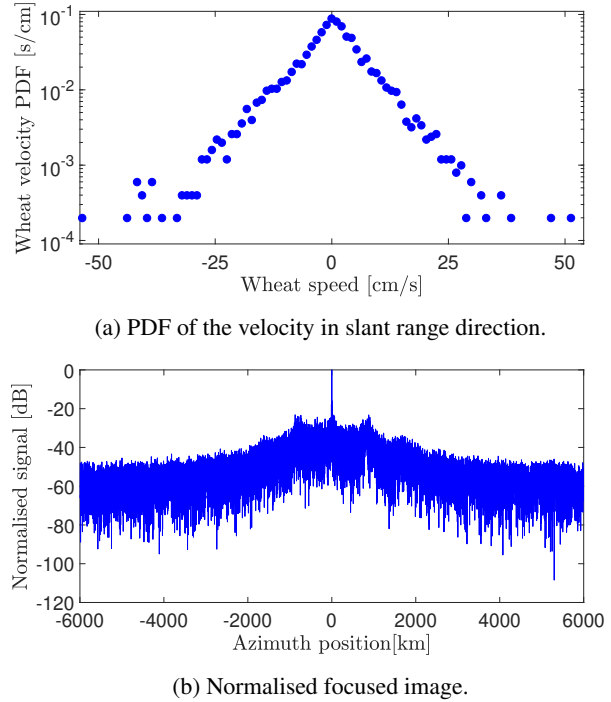 Wheat velocity PDF [s/cm]
10-1
10-2
10-3
10-4
-50 -25 0 25 50
Wheat speed [cm/s]
(a) PDF of the velocity in slant range direction.
Normalised signal [dB]
0
-20
-40
-60
-80
-100
-120
-6000 -4000 -2000 0 2000 4000 6000
Azimuth position[km]
(b) Normalised focused image.